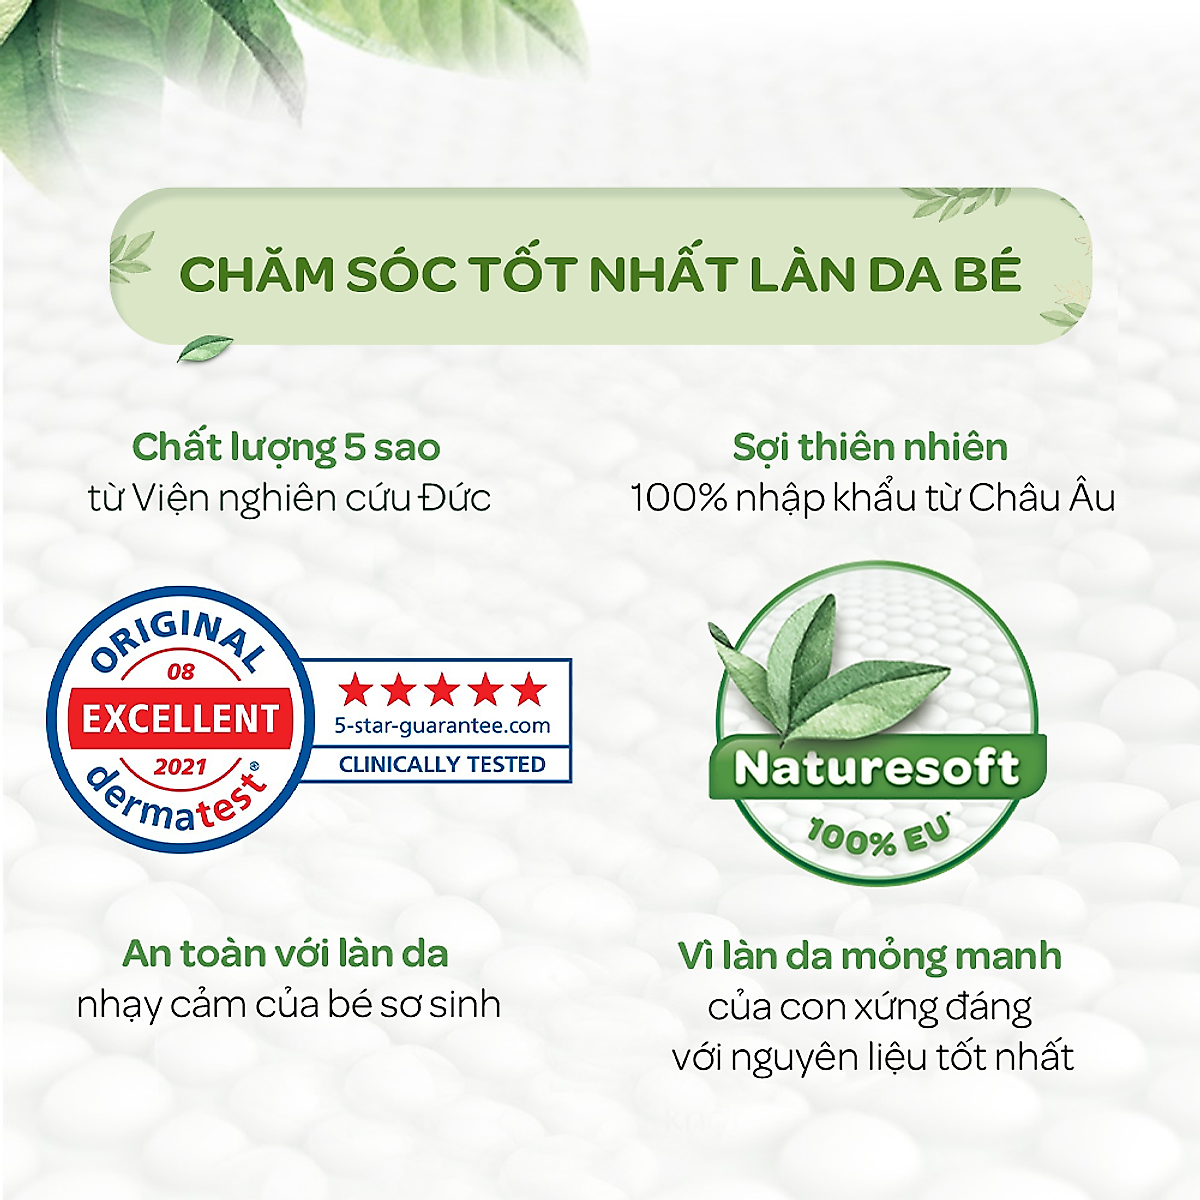 CHĂM SÓC TỐT NHẤT LÀN DA BÉ
Chất lượng 5 sao
từ Viện nghiên cứu Đức
Sợi thiên nhiên
100% nhập khẩu từ Châu Âu
ORIGINAL
08
EXCELLENT
2021
dermatest®
5-star-guarantee.com
CLINICALLY TESTED
Naturesoft
100% EU*
An toàn với làn da
nhạy cảm của bé sơ sinh
Vì làn da mỏng manh
của con xứng đáng
với nguyên liệu tốt nhất